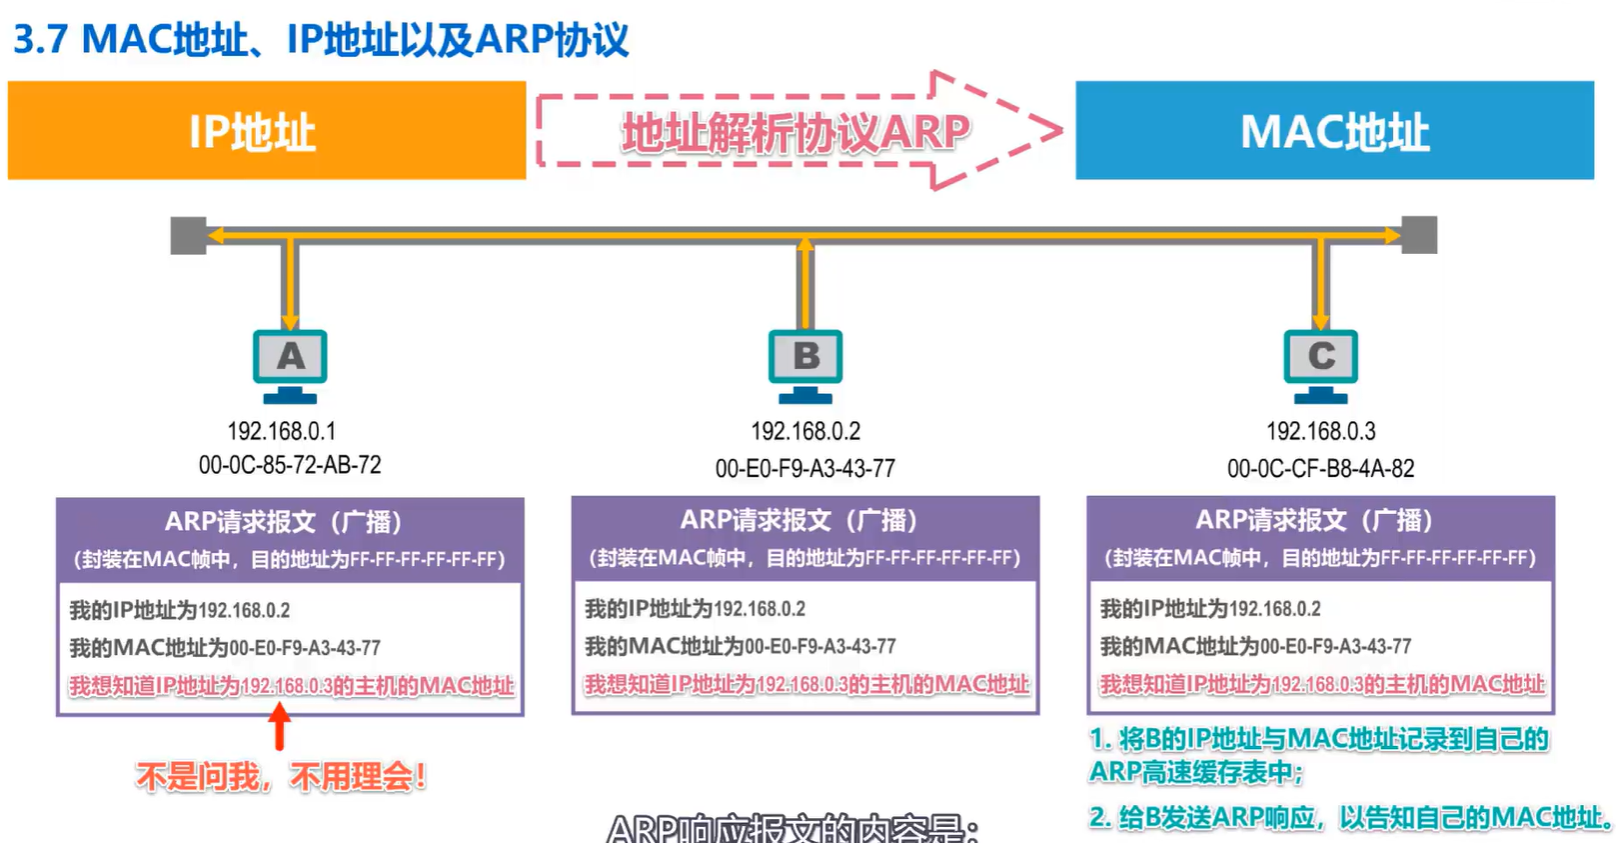 3.7 MAC地址、IP地址以及ARP协议
IP地址
地址解析协议ARP
MAC地址
A
B
C
192.168.0.1
00-0C-85-72-AB-72
192.168.0.2
00-E0-F9-A3-43-77
192.168.0.3
00-0C-CF-B8-4A-82
ARP请求报文（广播）
（封装在MAC帧中，目的地址为FF-FF-FF-FF-FF-FF）
我的IP地址为192.168.0.2
我的MAC地址为00-E0-F9-A3-43-77
我想知道IP地址为192.168.0.3的主机的MAC地址
不是问我，不用理会！
ARP请求报文（广播）
（封装在MAC帧中，目的地址为FF-FF-FF-FF-FF-FF）
我的IP地址为192.168.0.2
我的MAC地址为00-E0-F9-A3-43-77
我想知道IP地址为192.168.0.3的主机的MAC地址
ARP请求报文（广播）
（封装在MAC帧中，目的地址为FF-FF-FF-FF-FF-FF）
我的IP地址为192.168.0.2
我的MAC地址为00-E0-F9-A3-43-77
我想知道IP地址为192.168.0.3的主机的MAC地址
1. 将B的IP地址与MAC地址记录到自己的
ARP高速缓存表中；
2. 给B发送ARP响应，以告知自己的MAC地址。
ARP响应报文的内容是：